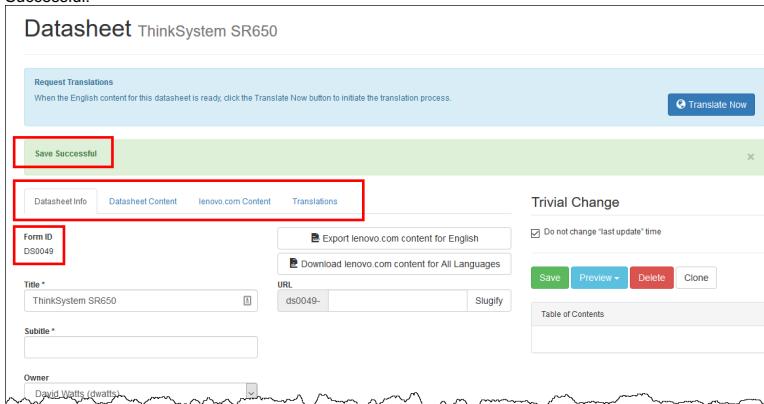 Successful.
Datasheet ThinkSystem SR650
Request Translations
When the English content for this datasheet is ready, click the Translate Now button to initiate the translation process.
Translate Now
Save Successful
×
Datasheet Info Datasheet Content lenovo.com Content Translations
Form ID
DS0049
Export lenovo.com content for English
Download lenovo.com content for All Languages
Title *
ThinkSystem SR650
URL
ds0049-
Slugify
Subtitle *
Owner
David Watts (dwatts)
Trivial Change
Do not change "last update" time
Save Preview Delete Clone
Table of Contents